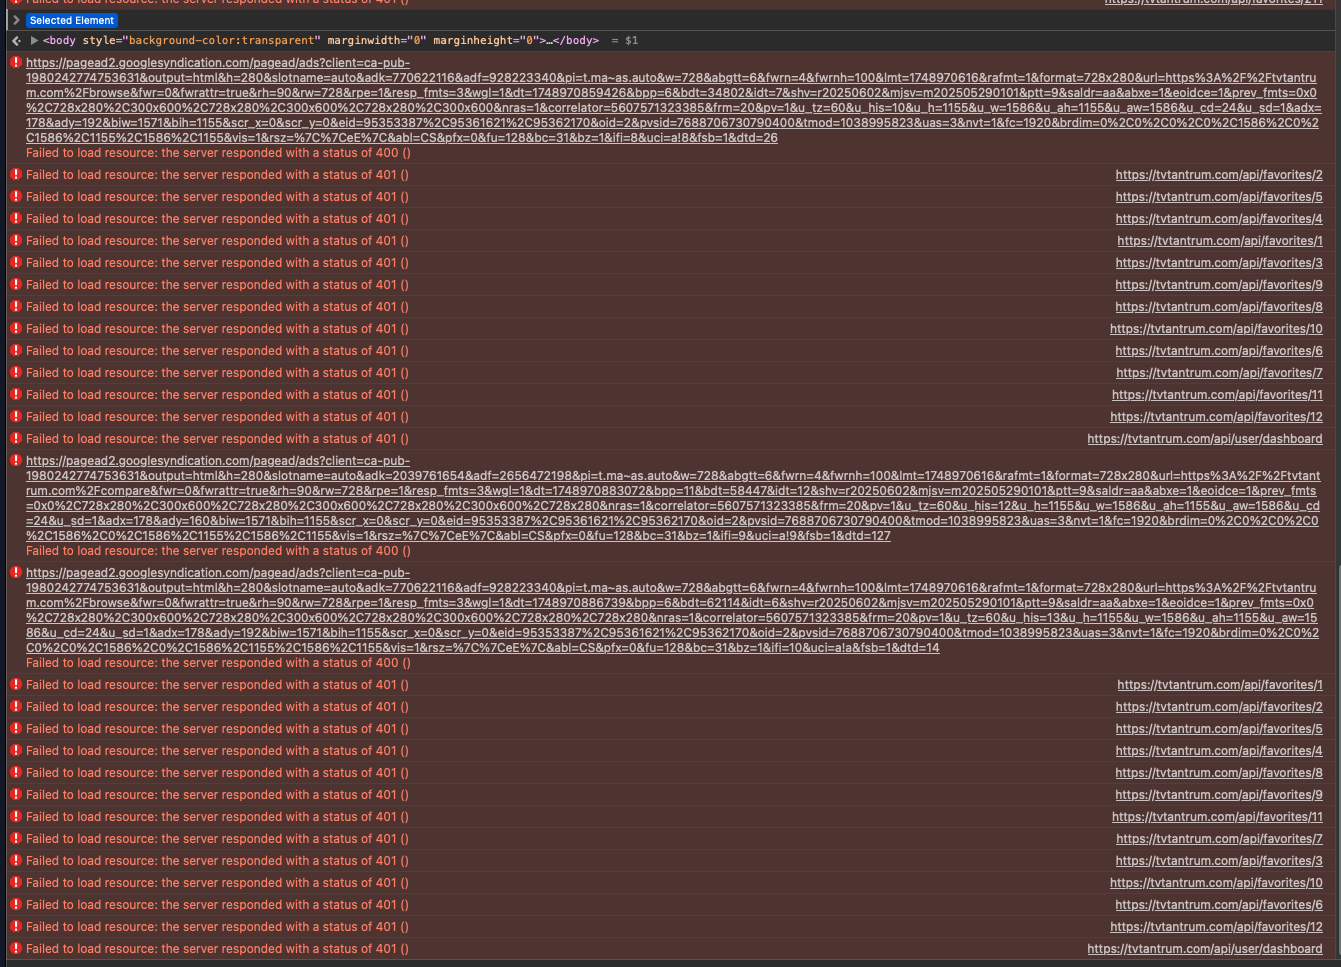 Failed to load resource: the server responded with a status of 401 () https://tvtantrum.com/api/favorites/211
Selected Element
<body style="background-color:transparent" marginwidth="0" marginheight="0">…</body> = $1
https://pagead2.googlesyndication.com/pagead/ads?client=ca-pub-
1980242774753631&output=html&h=280&slotname=auto&adk=770622116&adf=928223340&pi=t.ma~as.auto&w=728&abgtt=6&fwrn=4&fwrnh=100&lmt=1748970616&rafmt=1&format=728x280&url=https%3A%2F%2Ftvtantru
m.com%2Fbrowse&fwr=0&fwrattr=true&rh=90&rw=728&rpe=1&resp_fmts=3&wgl=1&dt=1748970859426&bpp=6&bdt=34802&idt=7&shv=r20250602&mjsv=m202505290101&ptt=9&saldr=aa&abxe=1&eoidce=1&prev_fmts=0x0
%2C728x280%2C300x600%2C728x280%2C300x600%2C728x280%2C300x600&nras=1&correlator=5607571323385&frm=20&pv=1&u_tz=60&u_his=10&u_h=1155&u_w=1586&u_ah=1155&u_aw=1586&u_cd=24&u_sd=1&adx=
178&ady=192&biw=1571&bih=1155&scr_x=0&scr_y=0&eid=95353387%2C95361621%2C95362170&oid=2&pvsid=7688706730790400&tmod=1038995823&uas=3&nvt=1&fc=1920&brdim=0%2C0%2C0%2C0%2C1586%2C0%2
C1586%2C1155%2C1586%2C1155&vis=1&rsz=%7C%7CeE%7C&abl=CS&pfx=0&fu=128&bc=31&bz=1&ifi=8&uci=a!8&fsb=1&dtd=26
Failed to load resource: the server responded with a status of 400 ()
Failed to load resource: the server responded with a status of 401 () https://tvtantrum.com/api/favorites/2
Failed to load resource: the server responded with a status of 401 () https://tvtantrum.com/api/favorites/5
Failed to load resource: the server responded with a status of 401 () https://tvtantrum.com/api/favorites/4
Failed to load resource: the server responded with a status of 401 () https://tvtantrum.com/api/favorites/1
Failed to load resource: the server responded with a status of 401 () https://tvtantrum.com/api/favorites/3
Failed to load resource: the server responded with a status of 401 () https://tvtantrum.com/api/favorites/9
Failed to load resource: the server responded with a status of 401 () https://tvtantrum.com/api/favorites/8
Failed to load resource: the server responded with a status of 401 () https://tvtantrum.com/api/favorites/10
Failed to load resource: the server responded with a status of 401 () https://tvtantrum.com/api/favorites/6
Failed to load resource: the server responded with a status of 401 () https://tvtantrum.com/api/favorites/7
Failed to load resource: the server responded with a status of 401 () https://tvtantrum.com/api/favorites/11
Failed to load resource: the server responded with a status of 401 () https://tvtantrum.com/api/favorites/12
Failed to load resource: the server responded with a status of 401 () https://tvtantrum.com/api/user/dashboard
https://pagead2.googlesyndication.com/pagead/ads?client=ca-pub-
1980242774753631&output=html&h=280&slotname=auto&adk=2039761654&adf=2656472198&pi=t.ma~as.auto&w=728&abgtt=6&fwrn=4&fwrnh=100&lmt=1748970616&rafmt=1&format=728x280&url=https%3A%2F%2Ftvtant
rum.com%2Fcompare&fwr=0&fwrattr=true&rh=90&rw=728&rpe=1&resp_fmts=3&wgl=1&dt=1748970883072&bpp=11&bdt=58447&idt=12&shv=r20250602&mjsv=m202505290101&ptt=9&saldr=aa&abxe=1&eoidce=1&prev_fmts
=0x0%2C728x280%2C300x600%2C728x280%2C300x600%2C728x280%2C300x600%2C728x280&nras=1&correlator=5607571323385&frm=20&pv=1&u_tz=60&u_his=12&u_h=1155&u_w=1586&u_ah=1155&u_aw=1586&u_cd
=24&u_sd=1&adx=178&ady=160&biw=1571&bih=1155&scr_x=0&scr_y=0&eid=95353387%2C95361621%2C95362170&oid=2&pvsid=7688706730790400&tmod=1038995823&uas=3&nvt=1&fc=1920&brdim=0%2C0%2C0%2C0
%2C1586%2C0%2C1586%2C1155%2C1586%2C1155&vis=1&rsz=%7C%7CeE%7C&abl=CS&pfx=0&fu=128&bc=31&bz=1&ifi=9&uci=a!9&fsb=1&dtd=127
Failed to load resource: the server responded with a status of 400 ()
https://pagead2.googlesyndication.com/pagead/ads?client=ca-pub-
1980242774753631&output=html&h=280&slotname=auto&adk=770622116&adf=928223340&pi=t.ma~as.auto&w=728&abgtt=6&fwrn=4&fwrnh=100&lmt=1748970616&rafmt=1&format=728x280&url=https%3A%2F%2Ftvtantru
m.com%2Fbrowse&fwr=0&fwrattr=true&rh=90&rw=728&rpe=1&resp_fmts=3&wgl=1&dt=1748970886739&bpp=6&bdt=62114&idt=6&shv=r20250602&mjsv=m202505290101&ptt=9&saldr=aa&abxe=1&eoidce=1&prev_fmts=0x0
%2C728x280%2C300x600%2C728x280%2C300x600%2C728x280%2C300x600%2C728x280%2C728x280&nras=1&correlator=5607571323385&frm=20&pv=1&u_tz=60&u_his=13&u_h=1155&u_w=1586&u_ah=1155&u_aw=15
86&u_cd=24&u_sd=1&adx=178&ady=192&biw=1571&bih=1155&scr_x=0&scr_y=0&eid=95353387%2C95361621%2C95362170&oid=2&pvsid=7688706730790400&tmod=1038995823&uas=3&nvt=1&fc=1920&brdim=0%2C0%2
C0%2C0%2C1586%2C0%2C1586%2C1155%2C1586%2C1155&vis=1&rsz=%7C%7CeE%7C&abl=CS&pfx=0&fu=128&bc=31&bz=1&ifi=10&uci=a!a&fsb=1&dtd=14
Failed to load resource: the server responded with a status of 400 ()
Failed to load resource: the server responded with a status of 401 () https://tvtantrum.com/api/favorites/1
Failed to load resource: the server responded with a status of 401 () https://tvtantrum.com/api/favorites/2
Failed to load resource: the server responded with a status of 401 () https://tvtantrum.com/api/favorites/5
Failed to load resource: the server responded with a status of 401 () https://tvtantrum.com/api/favorites/4
Failed to load resource: the server responded with a status of 401 () https://tvtantrum.com/api/favorites/8
Failed to load resource: the server responded with a status of 401 () https://tvtantrum.com/api/favorites/9
Failed to load resource: the server responded with a status of 401 () https://tvtantrum.com/api/favorites/11
Failed to load resource: the server responded with a status of 401 () https://tvtantrum.com/api/favorites/7
Failed to load resource: the server responded with a status of 401 () https://tvtantrum.com/api/favorites/3
Failed to load resource: the server responded with a status of 401 () https://tvtantrum.com/api/favorites/10
Failed to load resource: the server responded with a status of 401 () https://tvtantrum.com/api/favorites/6
Failed to load resource: the server responded with a status of 401 () https://tvtantrum.com/api/favorites/12
Failed to load resource: the server responded with a status of 401 () https://tvtantrum.com/api/user/dashboard